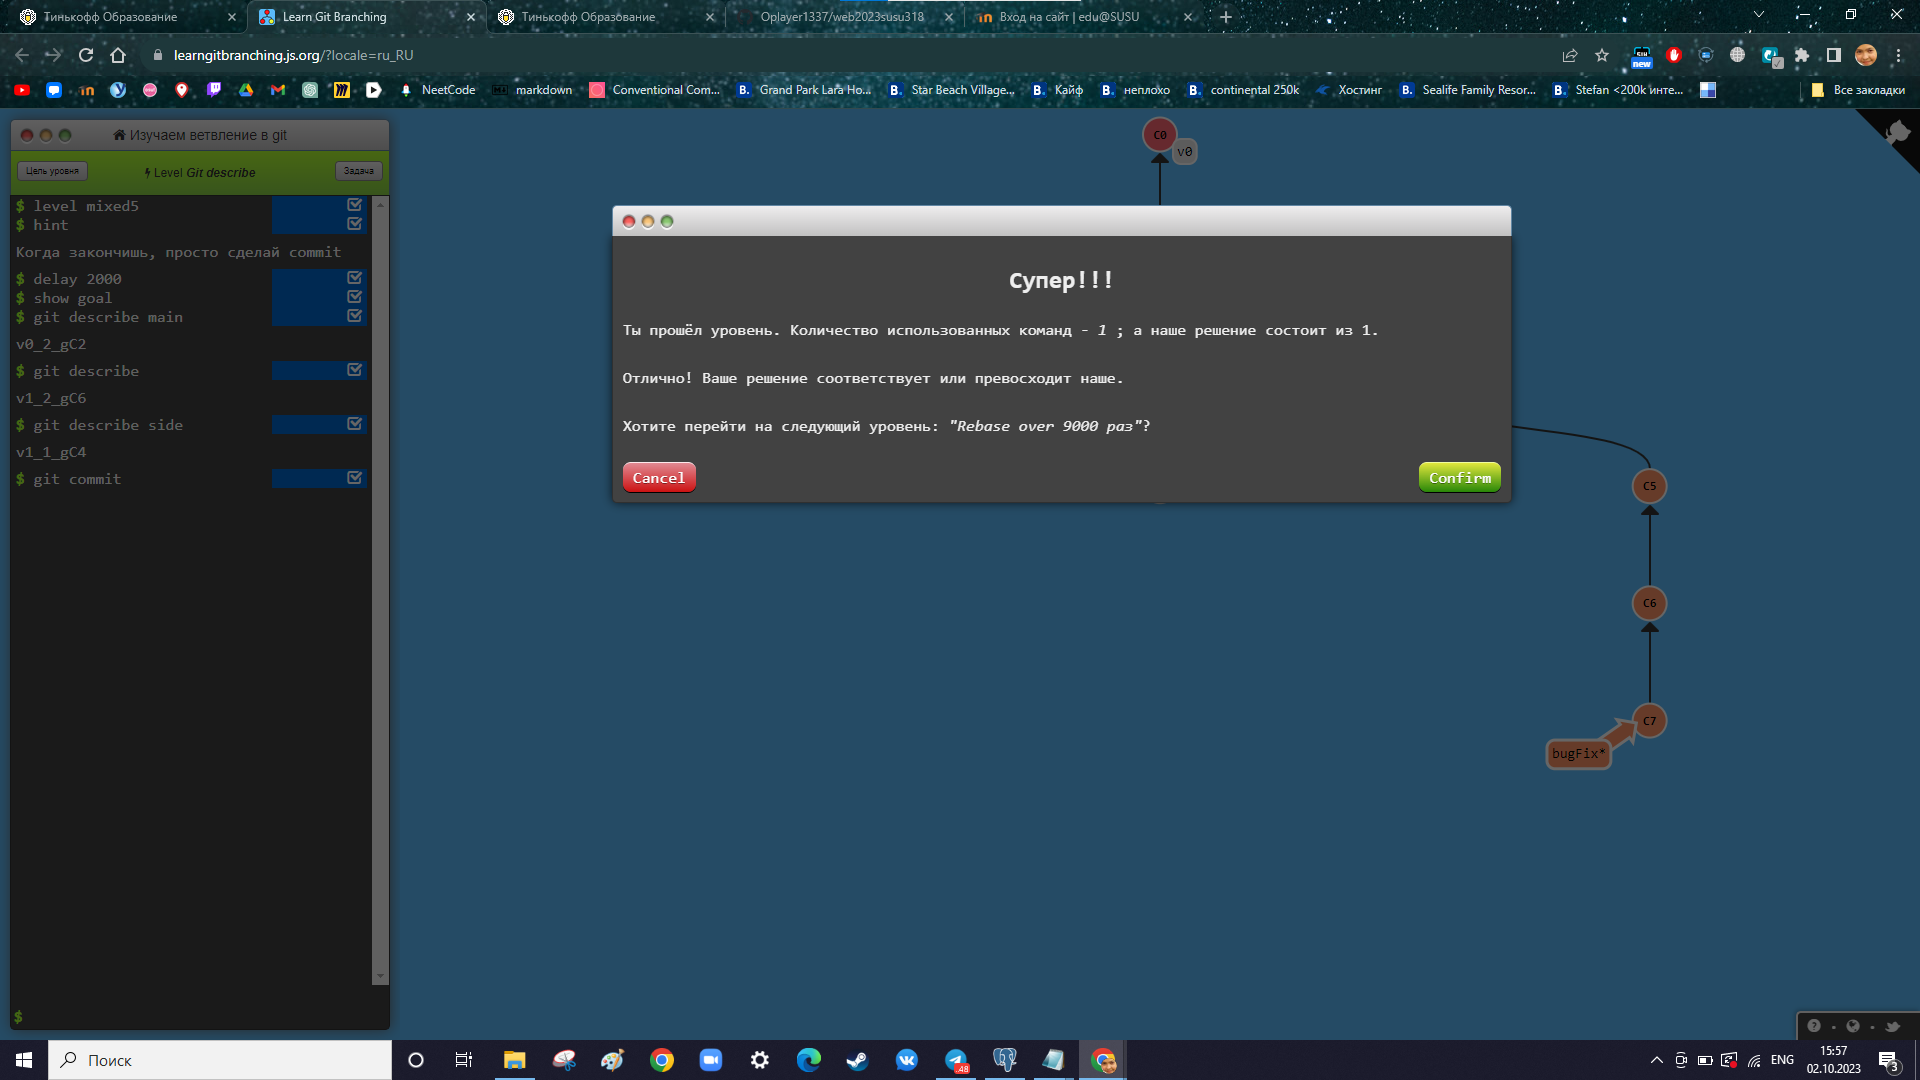 Тинькофф Образование
Learn Git Branching
Тинькофф Образование
Oplayer1337/web2023susu318
Вход на сайт | edu@SUSU
learngitbranching.js.org/?locale=ru_RU
new
NeetCode
markdown
Conventional Com...
B. Grand Park Lara Ho...
B. Star Beach Village...
B. Кайф
B. неплохо
B. continental 250k
Хостинг
B. Sealife Family Resor...
B. Stefan <200k инте...
Все закладки
Изучаем ветвление в git
Цель уровня
Level Git describe
Задача
$ level mixed5
$ hint
Когда закончишь, просто сделай commit
$ delay 2000
$ show goal
$ git describe main
v0_2_gC2
$ git describe
v1_2_gC6
$ git describe side
v1_1_gC4
$ git commit
$
C0
v0
Супер!!!
Ты прошёл уровень. Количество использованных команд - 1 ; а наше решение состоит из 1.
Отлично! Ваше решение соответствует или превосходит наше.
Хотите перейти на следующий уровень: "Rebase over 9000 раз"?
Cancel
Confirm
C5
C6
C7
bugFix*
Поиск
.48
ENG
15:57
02.10.2023
3